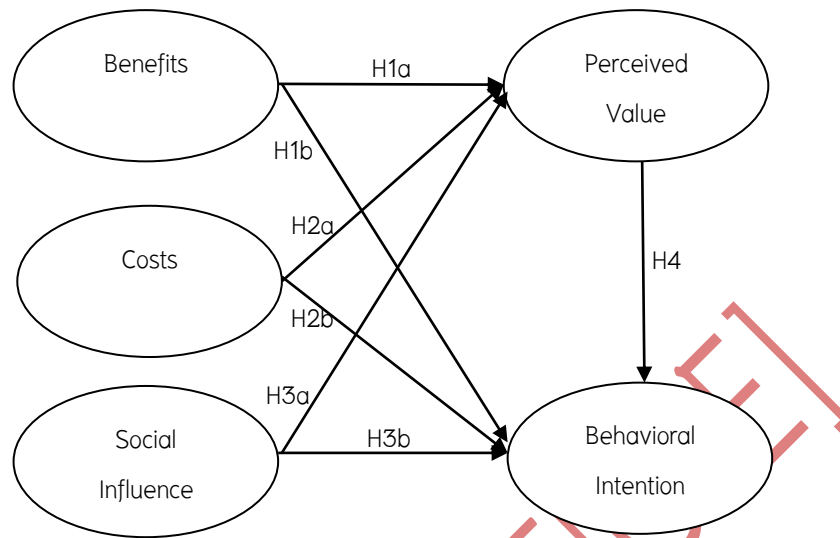 Benefits
H1a
Perceived
Value
H1b
H2a
Costs
H4
H2b
H3a
Social
Influence
H3b
Behavioral
Intention